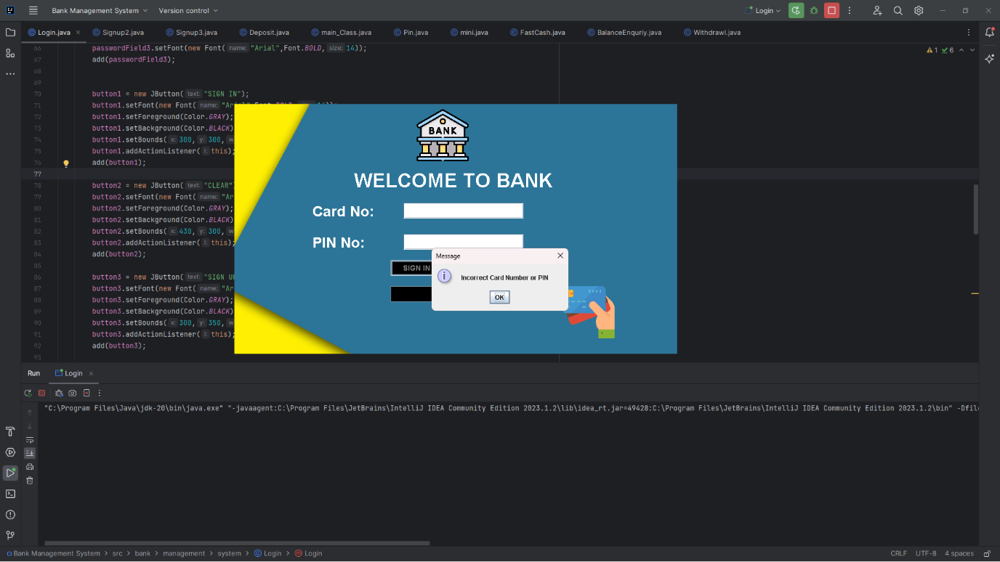 Bank Management System
Version control
Login
Login.java
Signup2.java
Signup3.java
Deposit.java
main_Class.java
Pin.java
mini.java
FastCash.java
BalanceEnquriy.java
Withdrawl.java
66 passwordField3.setFont(new Font( name: "Arial",Font.BOLD, size: 14));
1 6
67 add(passwordField3);
68
69
70 button1 = new JButton( text: "SIGN IN");
71 button1.setFont(new Font( name: "Ar
72 button1.setForeground(Color.GRAY);
73 button1.setBackground(Color.BLACK)
74 button1.setBounds( x: 300, y: 300,
75 button1.addActionListener( l: this);
76 add(button1);
77
78 button2 = new JButton( text: "CLEAR"
79 button2.setFont(new Font( name: "Ar
80 button2.setForeground(Color.GRAY);
81 button2.setBackground(Color.BLACK)
82 button2.setBounds( x: 430, y: 300,
83 button2.addActionListener( l: this);
84 add(button2);
85
86 button3 = new JButton( text: "SIGN U
87 button3.setFont(new Font( name: "Ar
88 button3.setForeground(Color.GRAY);
89 button3.setBackground(Color.BLACK)
90 button3.setBounds( x: 300, y: 350,
91 button3.addActionListener( l: this);
92 add(button3);
93
BANK
WELCOME TO BANK
Card No:
PIN No:
SIGN IN
Message
Incorrect Card Number or PIN
OK
Run
Login
"C:\Program Files\Java\jdk-20\bin\java.exe" "-javaagent:C:\Program Files\JetBrains\IntelliJ IDEA Community Edition 2023.1.2\lib\idea_rt.jar=49428:C:\Program Files\JetBrains\IntelliJ IDEA Community Edition 2023.1.2\bin" -Dfile
Bank Management System > src > bank > management > system > Login > Login
CRLF UTF-8 4 spaces